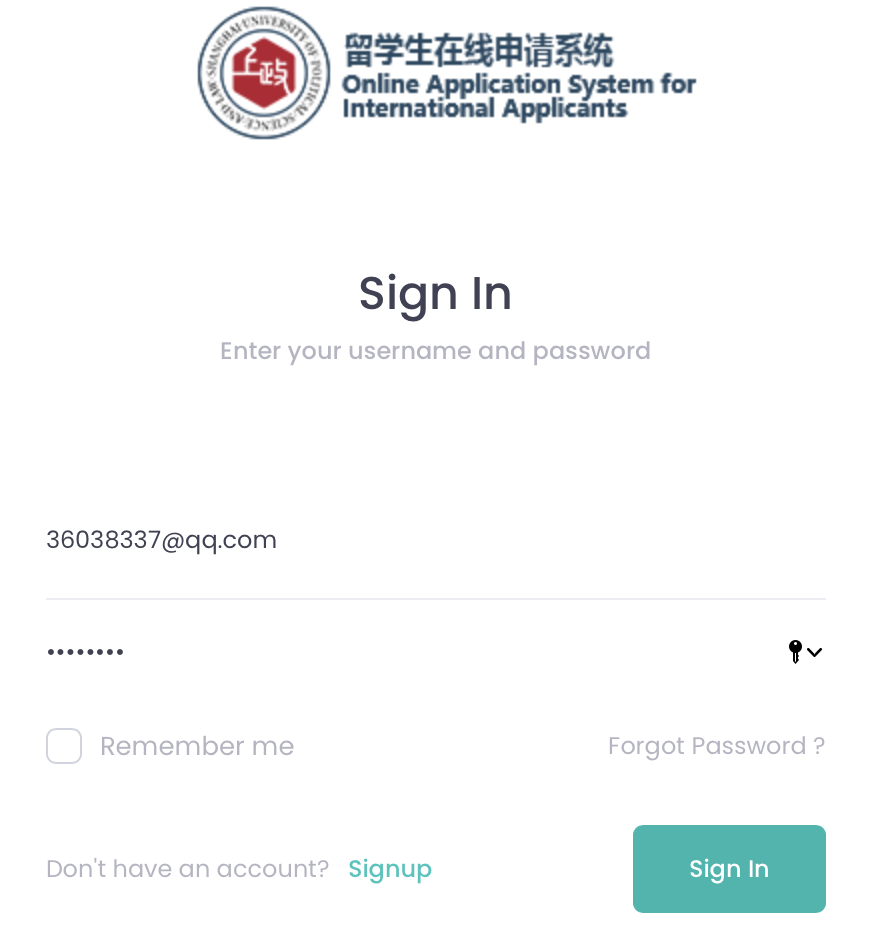 SHANGHAI UNIVERSITY OF POLITICAL SCIENCE AND LAW
上政
留学生在线申请系统
Online Application System for
International Applicants
Sign In
Enter your username and password
36038337@qq.com
••••••••
Remember me
Forgot Password ?
Don't have an account? Signup
Sign In